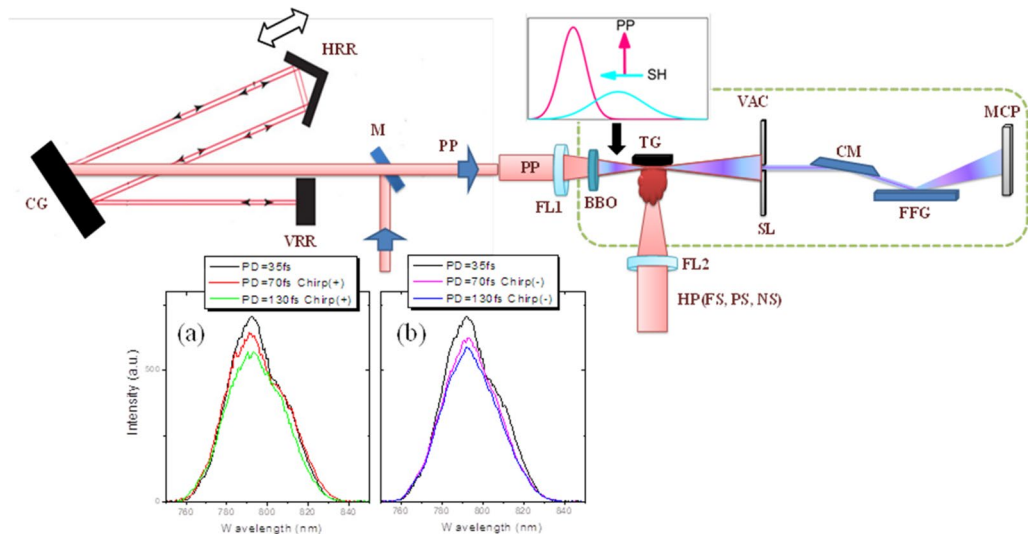 HRR
M
PP
CG
VRR
PP
SH
PP
FL1
BBO
TG
VAC
SL
CM
FFG
MCP
FL2
HP(FS, PS, NS)
PD=35fs
PD=70fs Chirp(+)
PD=130fs Chirp(+)
PD=35fs
PD=70fs Chirp(-)
PD=130fs Chirp(-)
(a)
(b)
Intensity (a.u.)
500
0
760 780 800 820 840
Wavelength (nm)
760 780 800 820 840
Wavelength (nm)